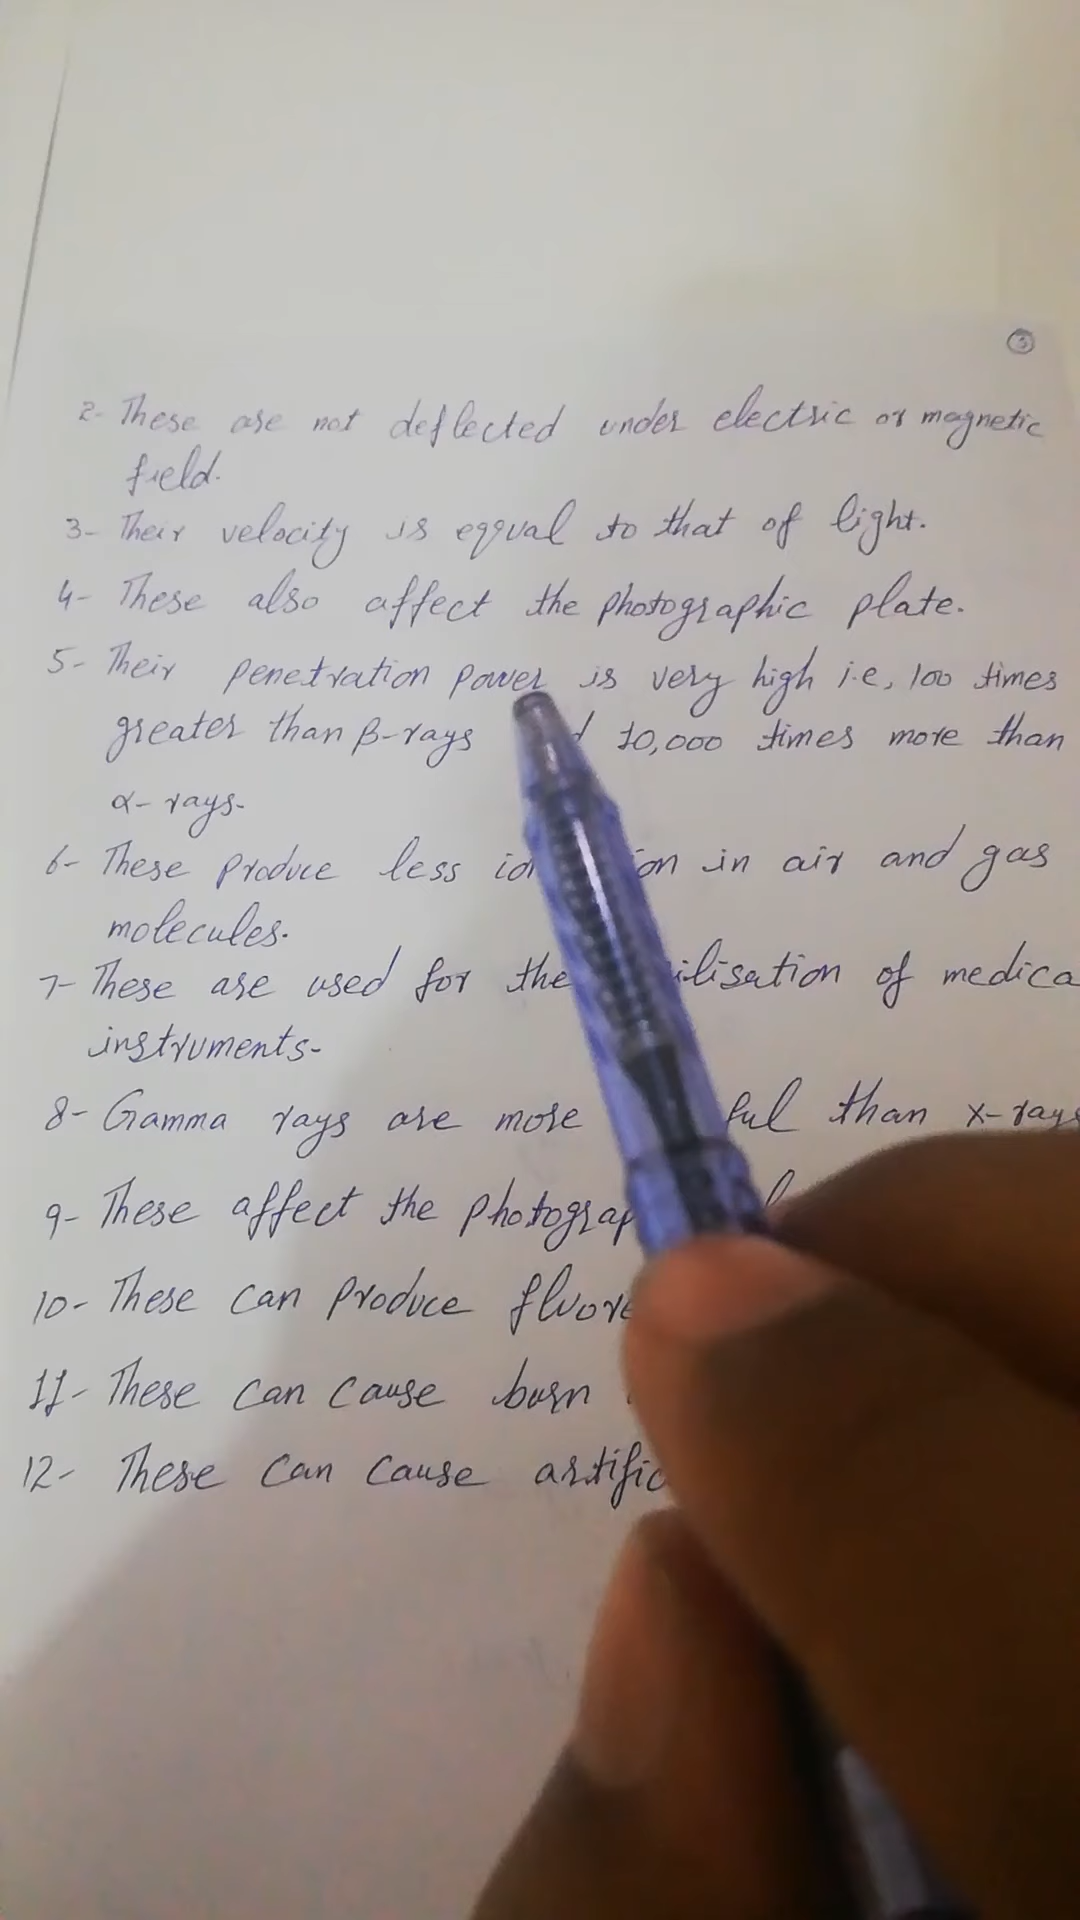 3
2- These are not deflected under electric or magnetic
field.
3- Their velocity is eqqual to that of light.
4- These also affect the photographic plate.
5- Their penetration power is very high i.e, 100 times
greater than β-rays 10,000 times more than
α-rays-
6- These produce less in air and gas
molecules.
7- These are used for the of medica
instruments-
8- Gamma rays are more than x-rays
9- These affect the
10- These can produce
11- These can cause burn
12- These can cause